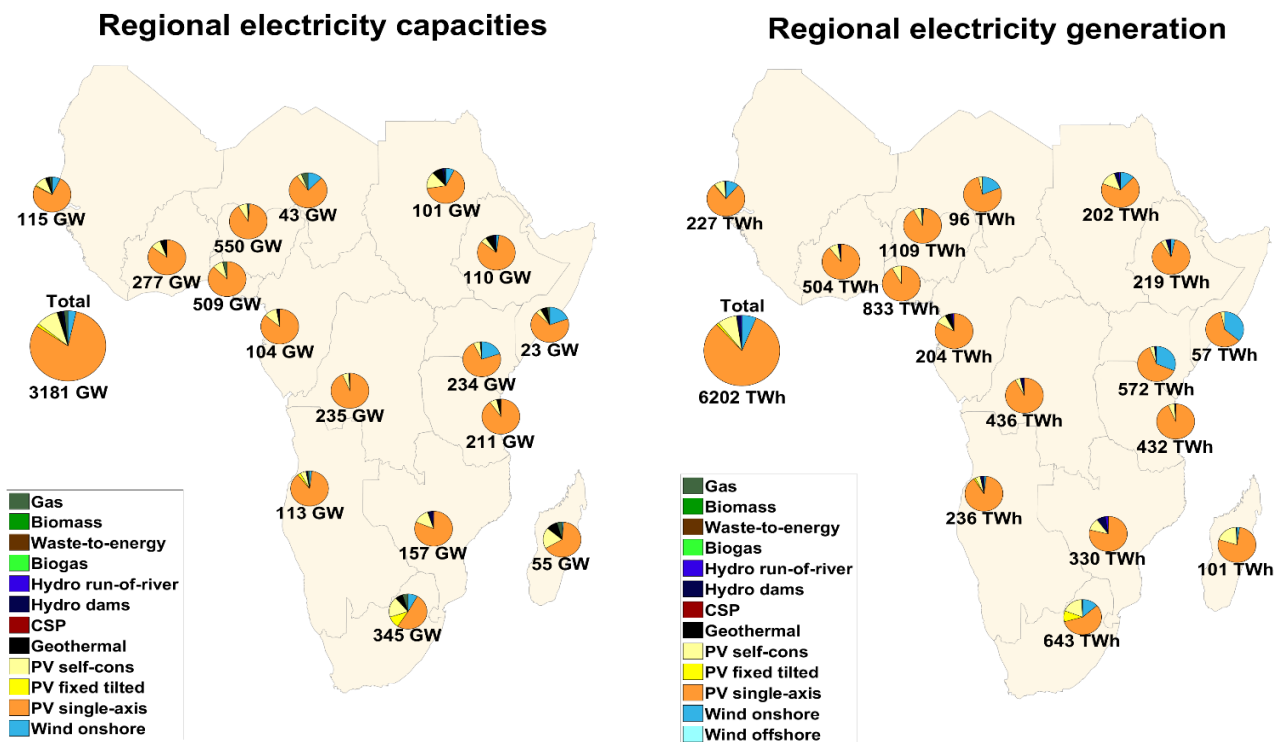 Regional electricity capacities
115 GW
43 GW
101 GW
550 GW
277 GW
509 GW
110 GW
Total
3181 GW
104 GW
23 GW
234 GW
235 GW
211 GW
113 GW
157 GW
55 GW
345 GW
Gas
Biomass
Waste-to-energy
Biogas
Hydro run-of-river
Hydro dams
CSP
Geothermal
PV self-cons
PV fixed tilted
PV single-axis
Wind onshore
Regional electricity generation
227 TWh
96 TWh
202 TWh
1109 TWh
504 TWh
833 TWh
219 TWh
Total
6202 TWh
204 TWh
57 TWh
572 TWh
436 TWh
432 TWh
236 TWh
330 TWh
101 TWh
643 TWh
Gas
Biomass
Waste-to-energy
Biogas
Hydro run-of-river
Hydro dams
CSP
Geothermal
PV self-cons
PV fixed tilted
PV single-axis
Wind onshore
Wind offshore